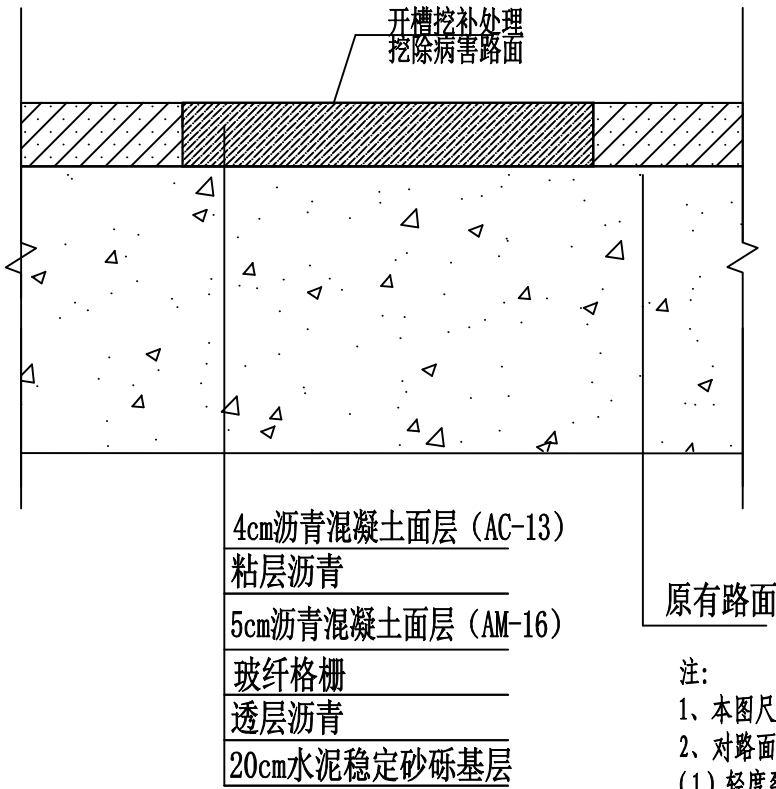 开槽挖补处理
挖除病害路面
4cm沥青混凝土面层（AC-13）
粘层沥青
5cm沥青混凝土面层（AM-16）
玻纤格栅
透层沥青
20cm水泥稳定砂砾基层
原有路面
注:
1、本图尺
2、对路面
(1)轻度